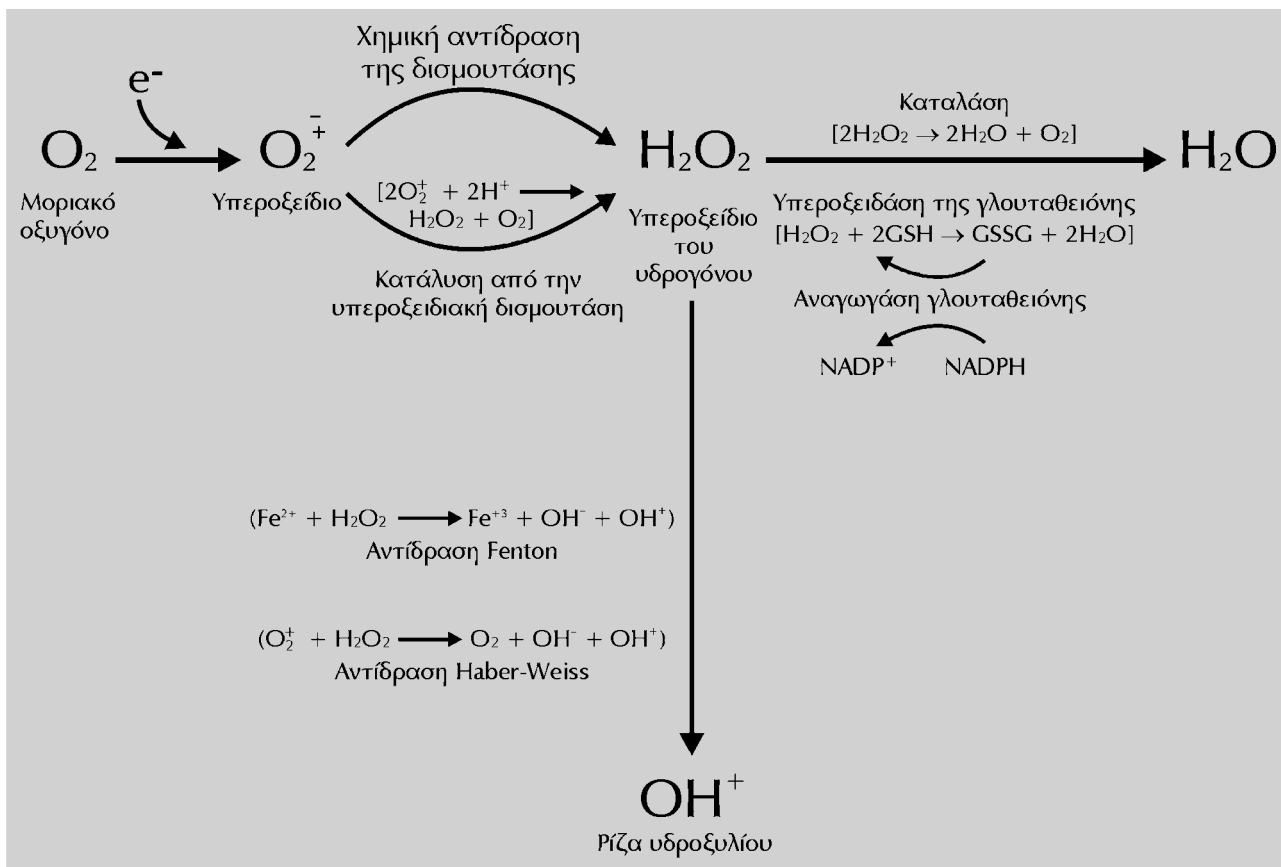 Χημική αντίδραση
της δισμουτάσης
e-
Καταλάση
[2H₂O₂ → 2H₂O + O₂]
O₂
O₂∓
H₂O₂
H₂O
Μοριακό
οξυγόνο
Υπεροξείδιο
[2O₂⁺ + 2H⁺ →
H₂O₂ + O₂]
Υπεροξείδιο
του
υδρογόνου
Υπεροξειδάση της γλουταθειόνης
[H₂O₂ + 2GSH → GSSG + 2H₂O]
Κατάλυση από την
υπεροξειδιακή δισμουτάση
Αναγωγάση γλουταθειόνης
NADP⁺ NADPH
(Fe²⁺ + H₂O₂ → Fe⁺³ + OH⁻ + OH⁺)
Αντίδραση Fenton
(O₂⁺ + H₂O₂ → O₂ + OH⁻ + OH⁺)
Αντίδραση Haber-Weiss
OH⁺
Ρίζα υδροξυλίου